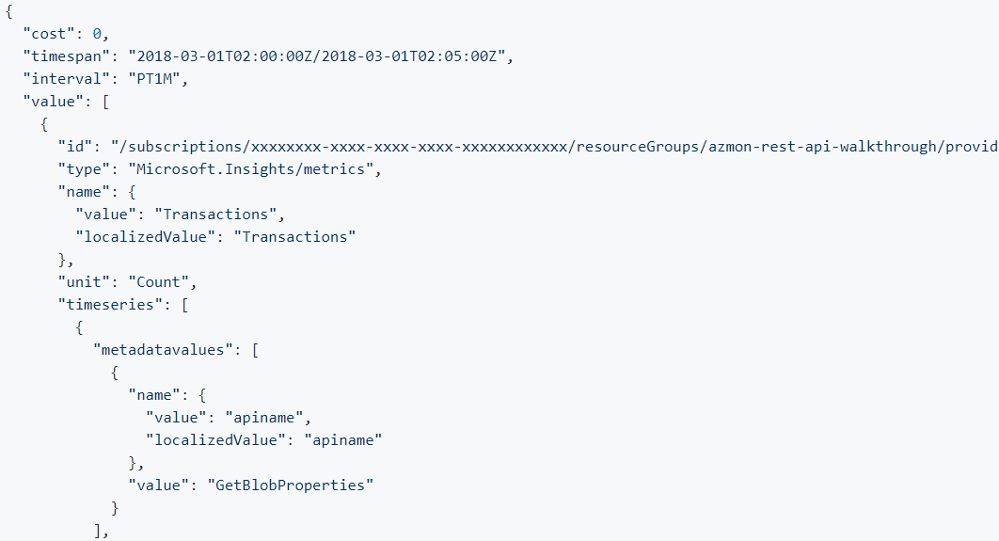 {
  "cost": 0,
  "timespan": "2018-03-01T02:00:00Z/2018-03-01T02:05:00Z",
  "interval": "PT1M",
  "value": [
    {
      "id": "/subscriptions/xxxxxxxx-xxxx-xxxx-xxxx-xxxxxxxxxxxx/resourceGroups/azmon-rest-api-walkthrough/provid
      "type": "Microsoft.Insights/metrics",
      "name": {
        "value": "Transactions",
        "localizedValue": "Transactions"
      },
      "unit": "Count",
      "timeseries": [
        {
          "metadatavalues": [
            {
              "name": {
                "value": "apiname",
                "localizedValue": "apiname"
              },
              "value": "GetBlobProperties"
            }
          ],